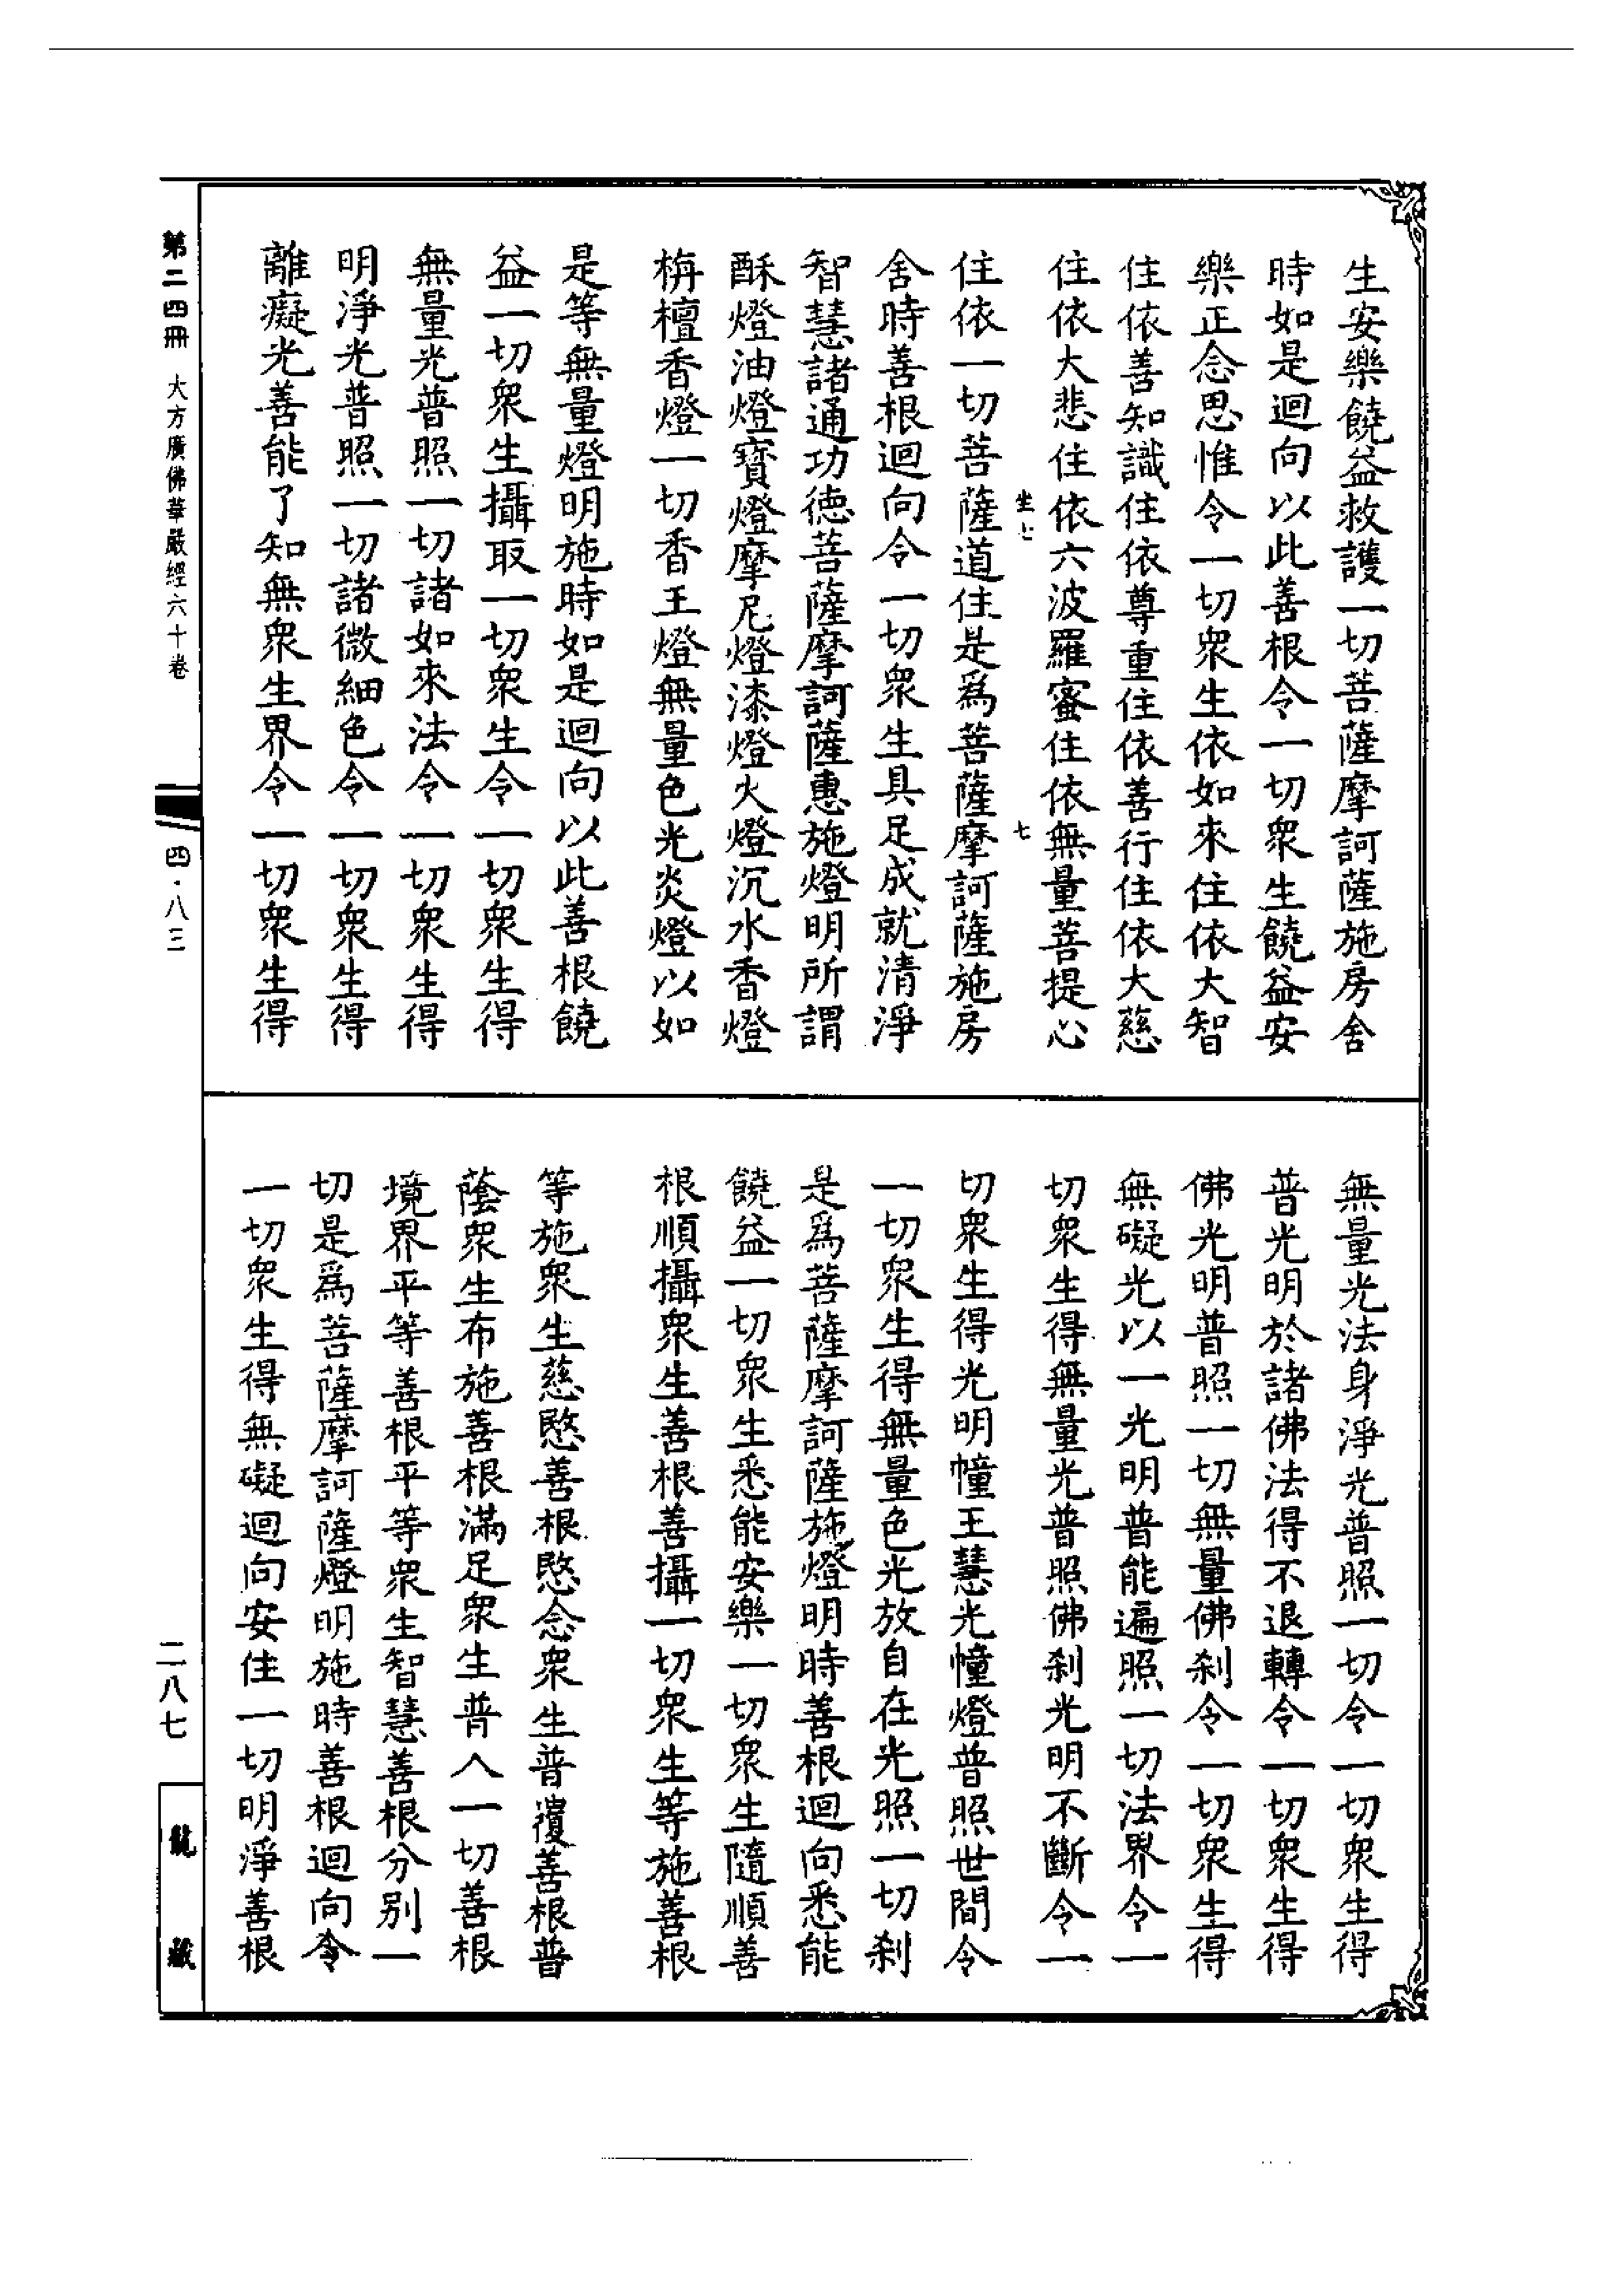 生安樂饒益救護一切菩薩摩訶薩施房舍
時如是迴向以此善根令一切衆生饒益安
樂正念思惟令一切衆生依如來住依大智
住依善知識住依尊重住依善行住依大慈
住依大悲住依六波羅蜜住依無量菩提心
坐七 七
住依一切菩薩道住是爲菩薩摩訶薩施房
舍時善根迴向令一切衆生具足成就清淨
智慧諸通功德菩薩摩訶薩惠施燈明所謂
酥燈油燈寶燈摩尼燈漆燈火燈沉水香燈
栴檀香燈一切香王燈無量色光炎燈以如
是等無量燈明施時如是迴向以此善根饒
益一切衆生攝取一切衆生令一切衆生得
無量光普照一切諸如來法令一切衆生得
明淨光普照一切諸微細色令一切衆生得
離癡光善能了知無衆生界令一切衆生得
無量光法身淨光普照一切令一切衆生得
普光明於諸佛法得不退轉令一切衆生得
佛光明普照一切無量佛刹令一切衆生得
無礙光以一光明普能遍照一切法界令一
切衆生得無量光普照佛刹光明不斷令一
切衆生得光明幢王慧光幢燈普照世間令
一切衆生得無量色光放自在光照一切刹
是爲菩薩摩訶薩施燈明時善根迴向悉能
饒益一切衆生悉能安樂一切衆生隨順善
根順攝衆生善根善攝一切衆生等施善根
等施衆生慈愍善根愍念衆生普覆善根普
蔭衆生布施善根滿足衆生普入一切善根
境界平等善根平等衆生智慧善根分別一
切是爲菩薩摩訶薩燈明施時善根迴向令
一切衆生得無礙迴向安住一切明淨善根
第二四冊 大方廣佛華嚴經六十卷
四·八三
二八七
龍藏